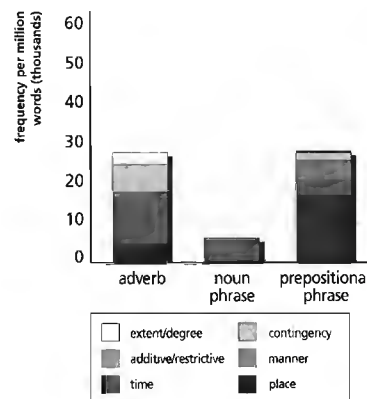 frequency per million
words (thousands)
60
50
40
30
20
10
0
adverb
noun
phrase
prepositiona
phrase
extent/degree
contingency
additive/restrictive
manner
time
place